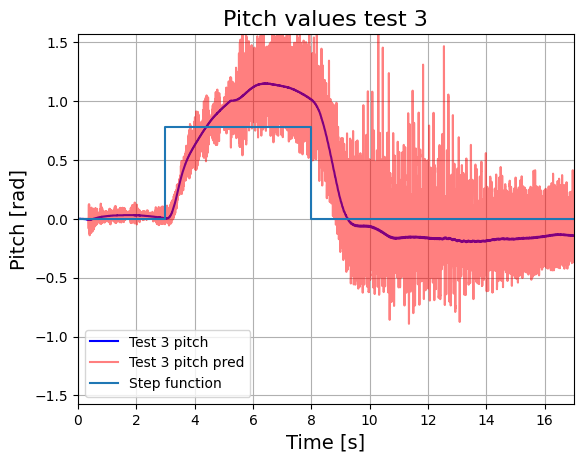 Pitch values test 3
Pitch [rad]
1.5
1.0
0.5
0.0
−0.5
−1.0
−1.5
Test 3 pitch
Test 3 pitch pred
Step function
0 2 4 6 8 10 12 14 16
Time [s]